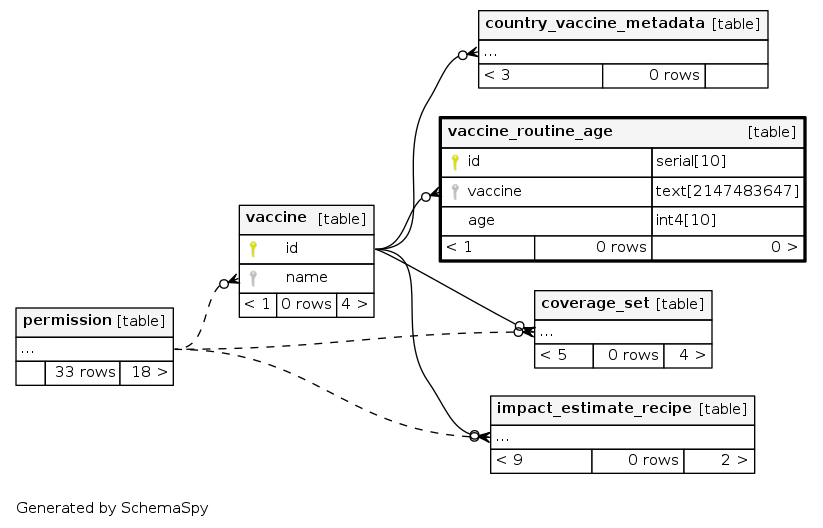 country_vaccine_metadata [table]
...
< 3 0 rows
vaccine_routine_age [table]
id serial[10]
vaccine text[2147483647]
age int4[10]
< 1 0 rows 0 >
vaccine [table]
id
name
< 1 0 rows 4 >
permission [table]
...
33 rows 18 >
coverage_set [table]
...
< 5 0 rows 4 >
impact_estimate_recipe [table]
...
< 9 0 rows 2 >
Generated by SchemaSpy